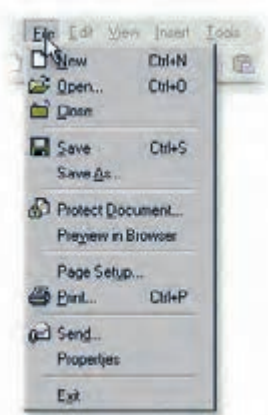 File Edit View Insert Tools
New Ctrl+N
Open... Ctrl+O
Close
Save Ctrl+S
Save As...
Protect Document...
Preview in Browser
Page Setup...
Print... Ctrl+P
Send...
Properties
Exit